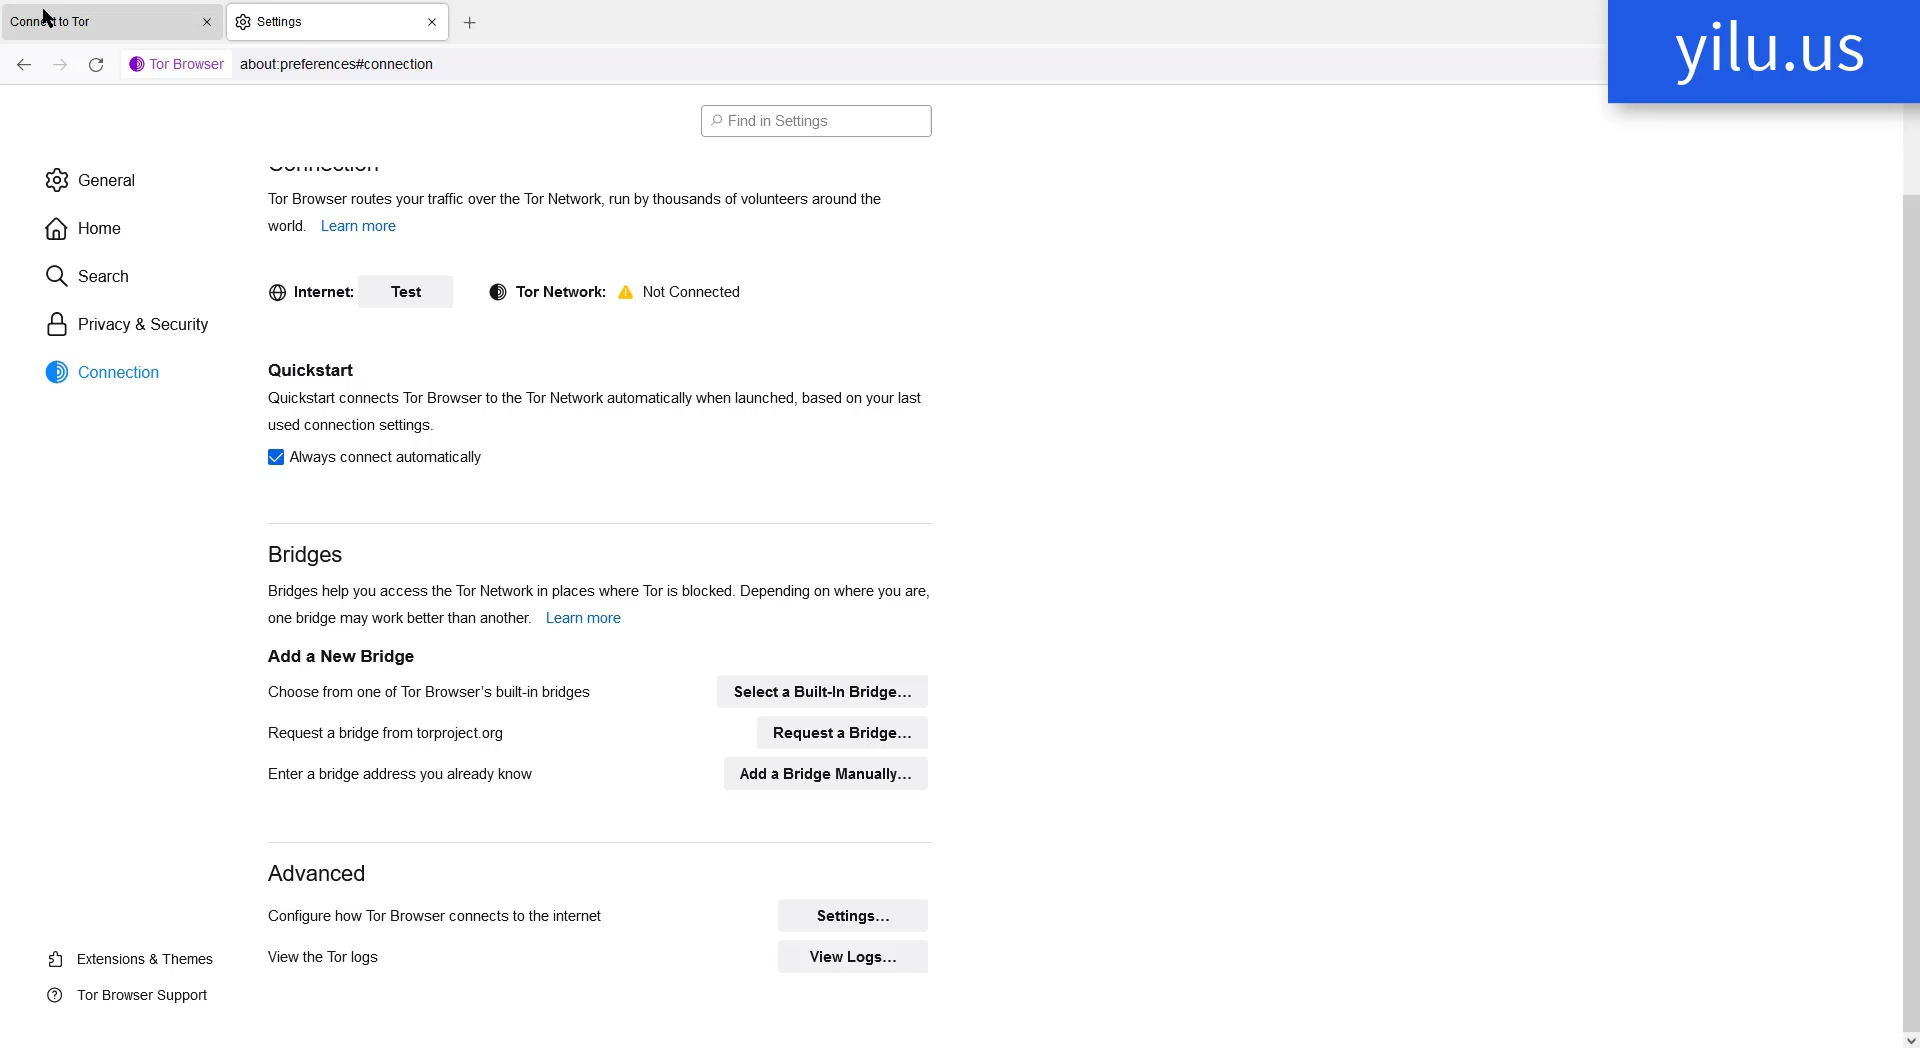 Connect to Tor
Settings
yilu.us
Tor Browser
about:preferences#connection
Find in Settings
General
Home
Search
Privacy & Security
Connection
Connection
Tor Browser routes your traffic over the Tor Network, run by thousands of volunteers around the
world. Learn more
Internet: Test Tor Network: Not Connected
Quickstart
Quickstart connects Tor Browser to the Tor Network automatically when launched, based on your last
used connection settings.
Always connect automatically
Bridges
Bridges help you access the Tor Network in places where Tor is blocked. Depending on where you are,
one bridge may work better than another. Learn more
Add a New Bridge
Choose from one of Tor Browser’s built-in bridges Select a Built-In Bridge…
Request a bridge from torproject.org Request a Bridge…
Enter a bridge address you already know Add a Bridge Manually…
Advanced
Configure how Tor Browser connects to the internet Settings…
View the Tor logs View Logs…
Extensions & Themes
Tor Browser Support